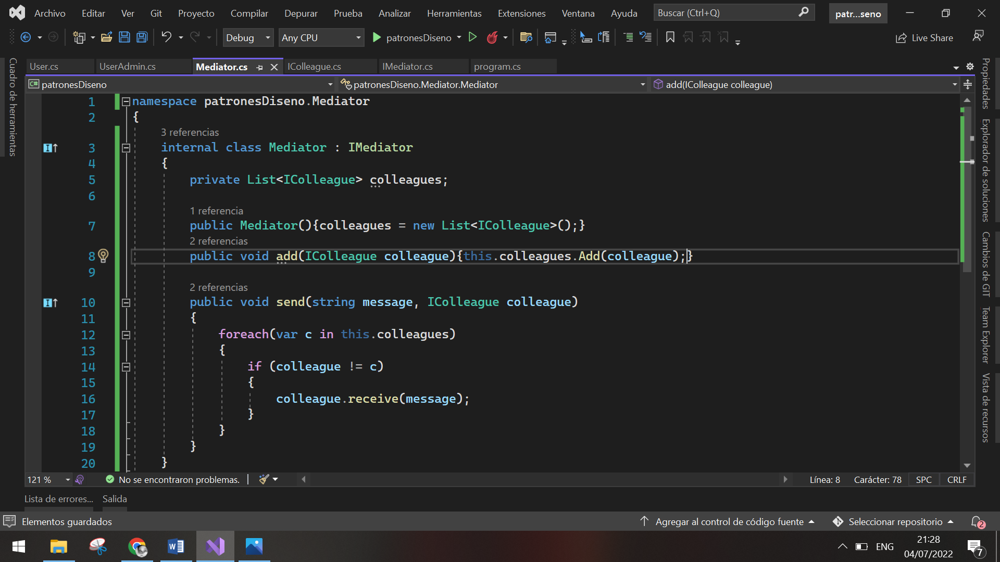 Archivo Editar Ver Git Proyecto Compilar Depurar Prueba Analizar Herramientas Extensiones Ventana Ayuda Buscar (Ctrl+Q) patr...seno
Debug Any CPU patronesDiseno Live Share
User.cs UserAdmin.cs Mediator.cs IColleague.cs IMediator.cs program.cs
C# patronesDiseno patronesDiseno.Mediator.Mediator add(IColleague colleague)
Cuadro de herramientas
1 namespace patronesDiseno.Mediator
2 {
3 referencias
3 internal class Mediator : IMediator
4 {
5 private List<IColleague> colleagues;
6
1 referencia
7 public Mediator(){colleagues = new List<IColleague>();}
2 referencias
8 public void add(IColleague colleague){this.colleagues.Add(colleague);}
9
2 referencias
10 public void send(string message, IColleague colleague)
11 {
12 foreach(var c in this.colleagues)
13 {
14 if (colleague != c)
15 {
16 colleague.receive(message);
17 }
18 }
19 }
20 }
Propiedades
Explorador de soluciones
Cambios de GIT
Team Explorer
Vista de recursos
121 % No se encontraron problemas. Línea: 8 Carácter: 78 SPC CRLF
Lista de errores... Salida
Elementos guardados Agregar al control de código fuente Seleccionar repositorio 2
ENG 21:28
04/07/2022 7